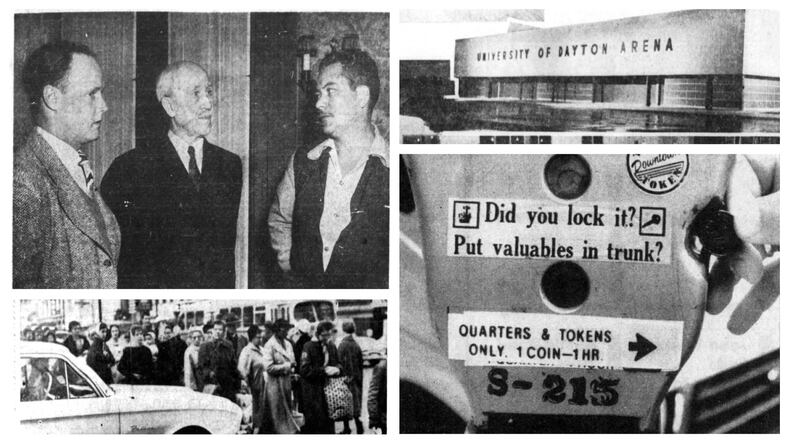 UNIVERSITY OF DAYTON ARENA
Downtown
TOKEN
Did you lock it?
Put valuables in trunk?
QUARTERS & TOKENS
ONLY. 1 COIN—1 HR.
S-215